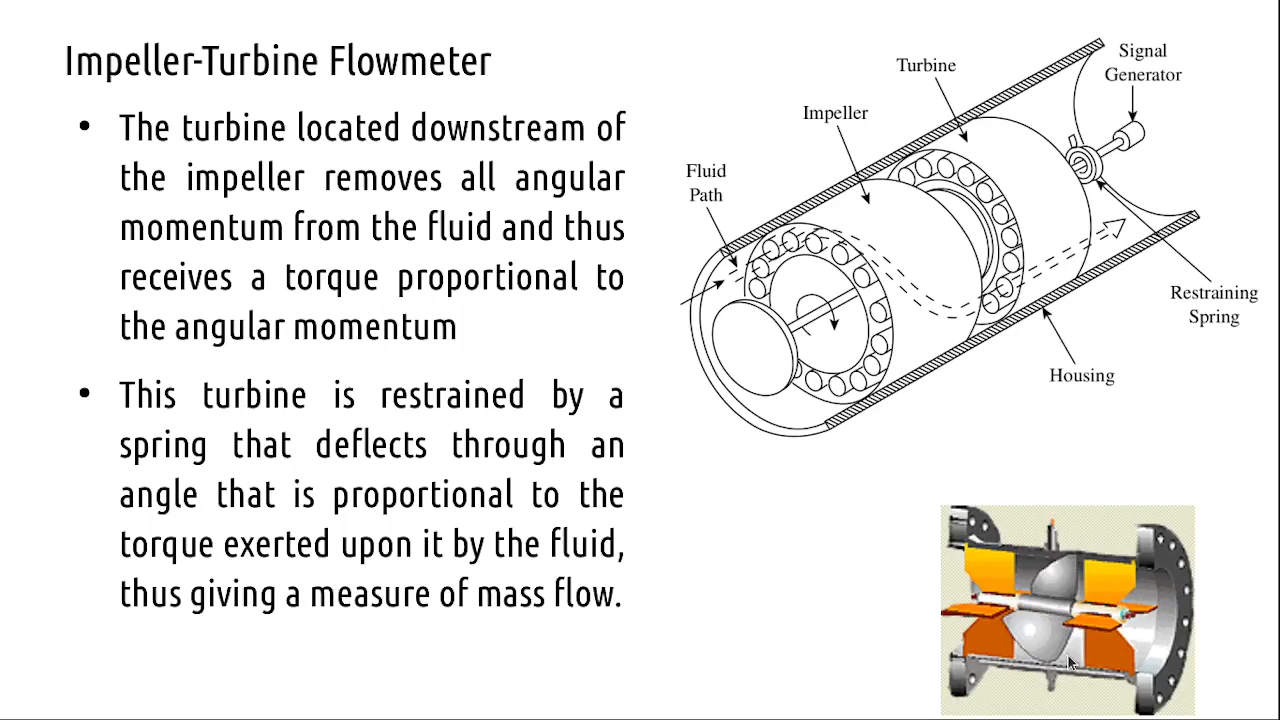 Impeller-Turbine Flowmeter
• The turbine located downstream of
the impeller removes all angular
momentum from the fluid and thus
receives a torque proportional to
the angular momentum
• This turbine is restrained by a
spring that deflects through an
angle that is proportional to the
torque exerted upon it by the fluid,
thus giving a measure of mass flow.
Signal
Generator
Turbine
Impeller
Fluid
Path
Restraining
Spring
Housing